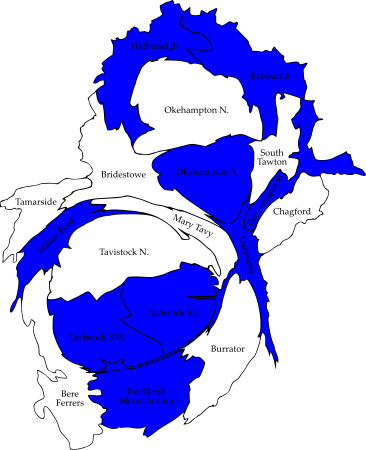 Hatherleigh
Exbourne
Okehampton N.
South
Tawton
Okehampton S.
Bridestowe
Tamarside
Chagford
Mary Tavy
Milton Ford
Tavistock N.
Dartmoor
Tavistock S.E.
Tavistock S.W.
Burrator
Bere
Ferrers
Buckland
Monachorum